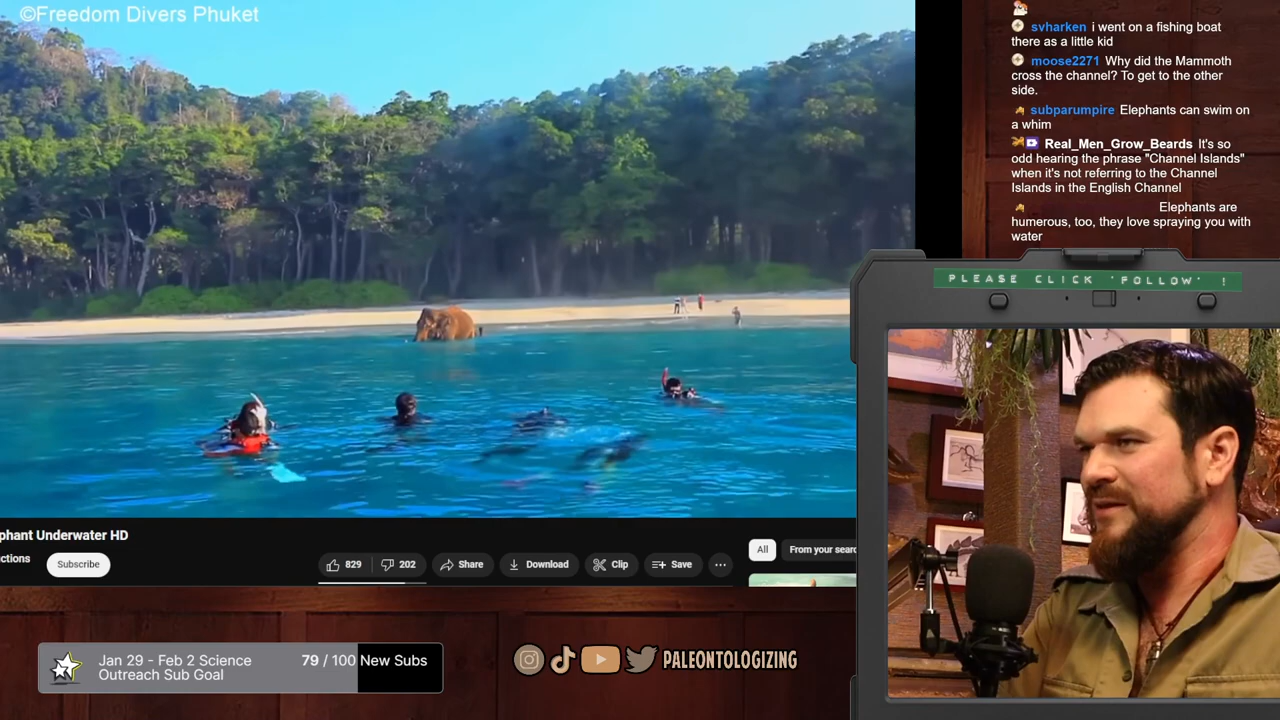 ©Freedom Divers Phuket
svharken i went on a fishing boat
there as a little kid
moose2271 Why did the Mammoth
cross the channel? To get to the other
side.
subparumpire Elephants can swim on
a whim
Real_Men_Grow_Beards It's so
odd hearing the phrase "Channel Islands"
when it's not referring to the Channel
Islands in the English Channel
Elephants are
humerous, too, they love spraying you with
water
PLEASE CLICK 'FOLLOW' !
phant Underwater HD
ctions
Subscribe
829
202
Share
Download
Clip
Save
All
From your searc
Jan 29 - Feb 2 Science
Outreach Sub Goal
79 / 100 New Subs
PALEONTOLOGIZING